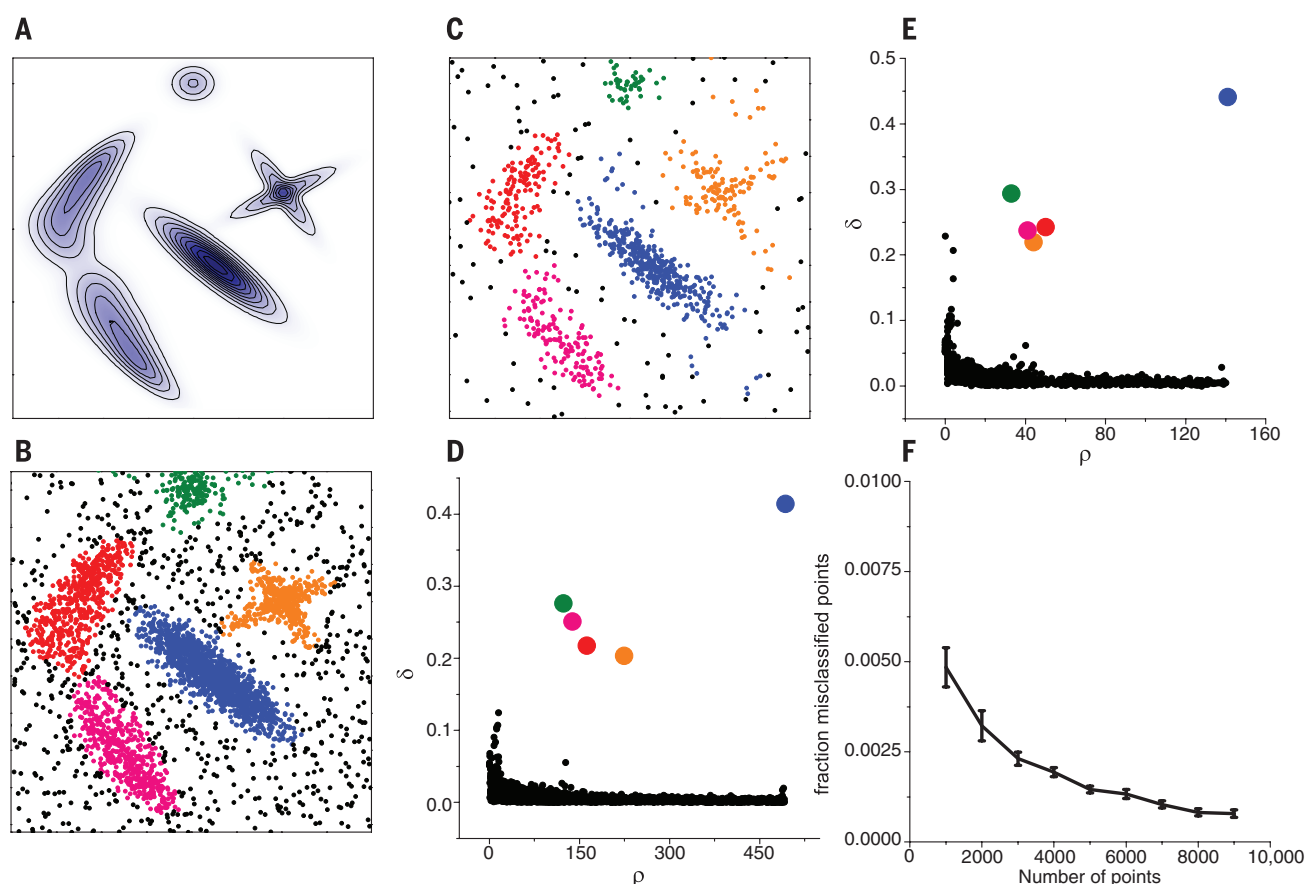 A
B
C
D
0.4
0.3
0.2
0.1
0.0
δ
0 150 300 450
ρ
E
0.5
0.4
0.3
0.2
0.1
0.0
δ
0 40 80 120 160
ρ
F
0.0100
0.0075
0.0050
0.0025
0.0000
fraction misclassified points
0 2000 4000 6000 8000 10,000
Number of points